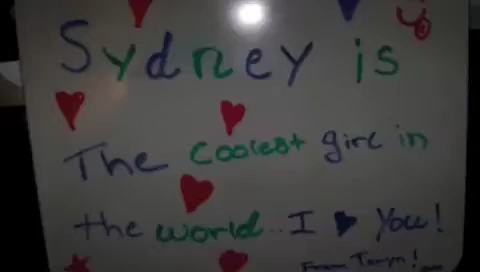 Sydney is
The coolest girl in
the world.. I ♥ You!
From Taryn!